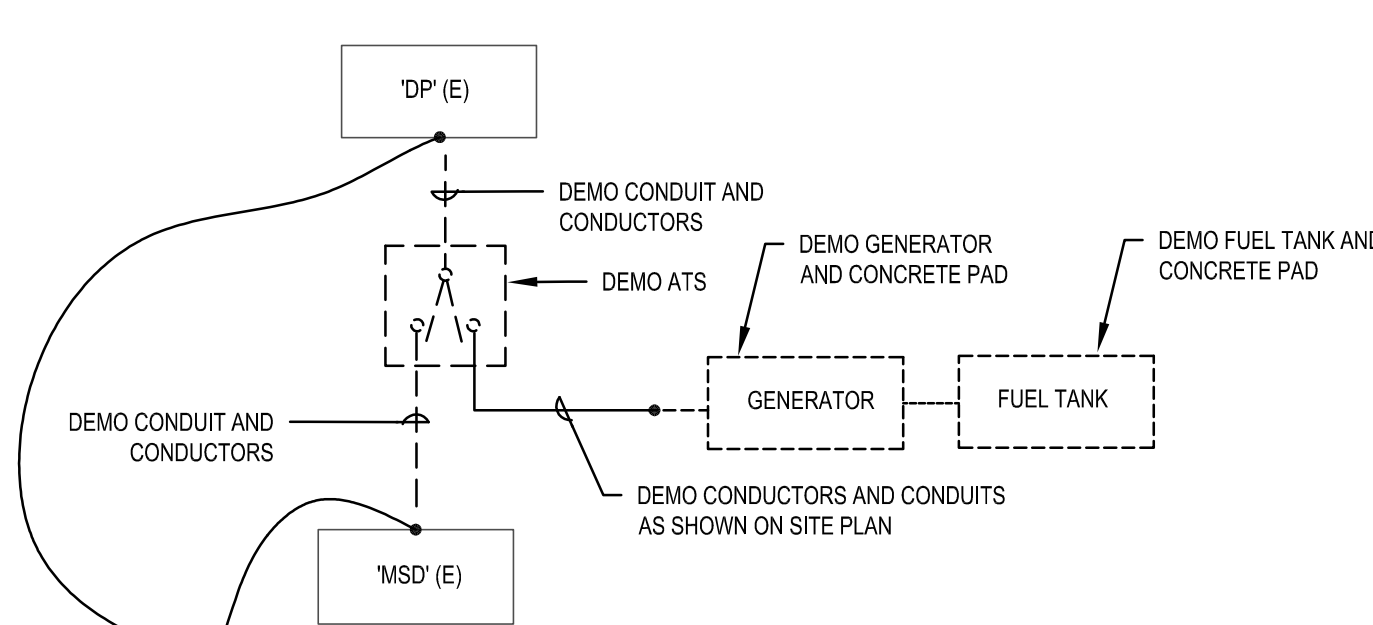 'DP' (E)
DEMO CONDUIT AND
CONDUCTORS
DEMO GENERATOR
AND CONCRETE PAD
DEMO FUEL TANK AND
CONCRETE PAD
DEMO ATS
GENERATOR
FUEL TANK
DEMO CONDUIT AND
CONDUCTORS
DEMO CONDUCTORS AND CONDUITS
AS SHOWN ON SITE PLAN
'MSD' (E)